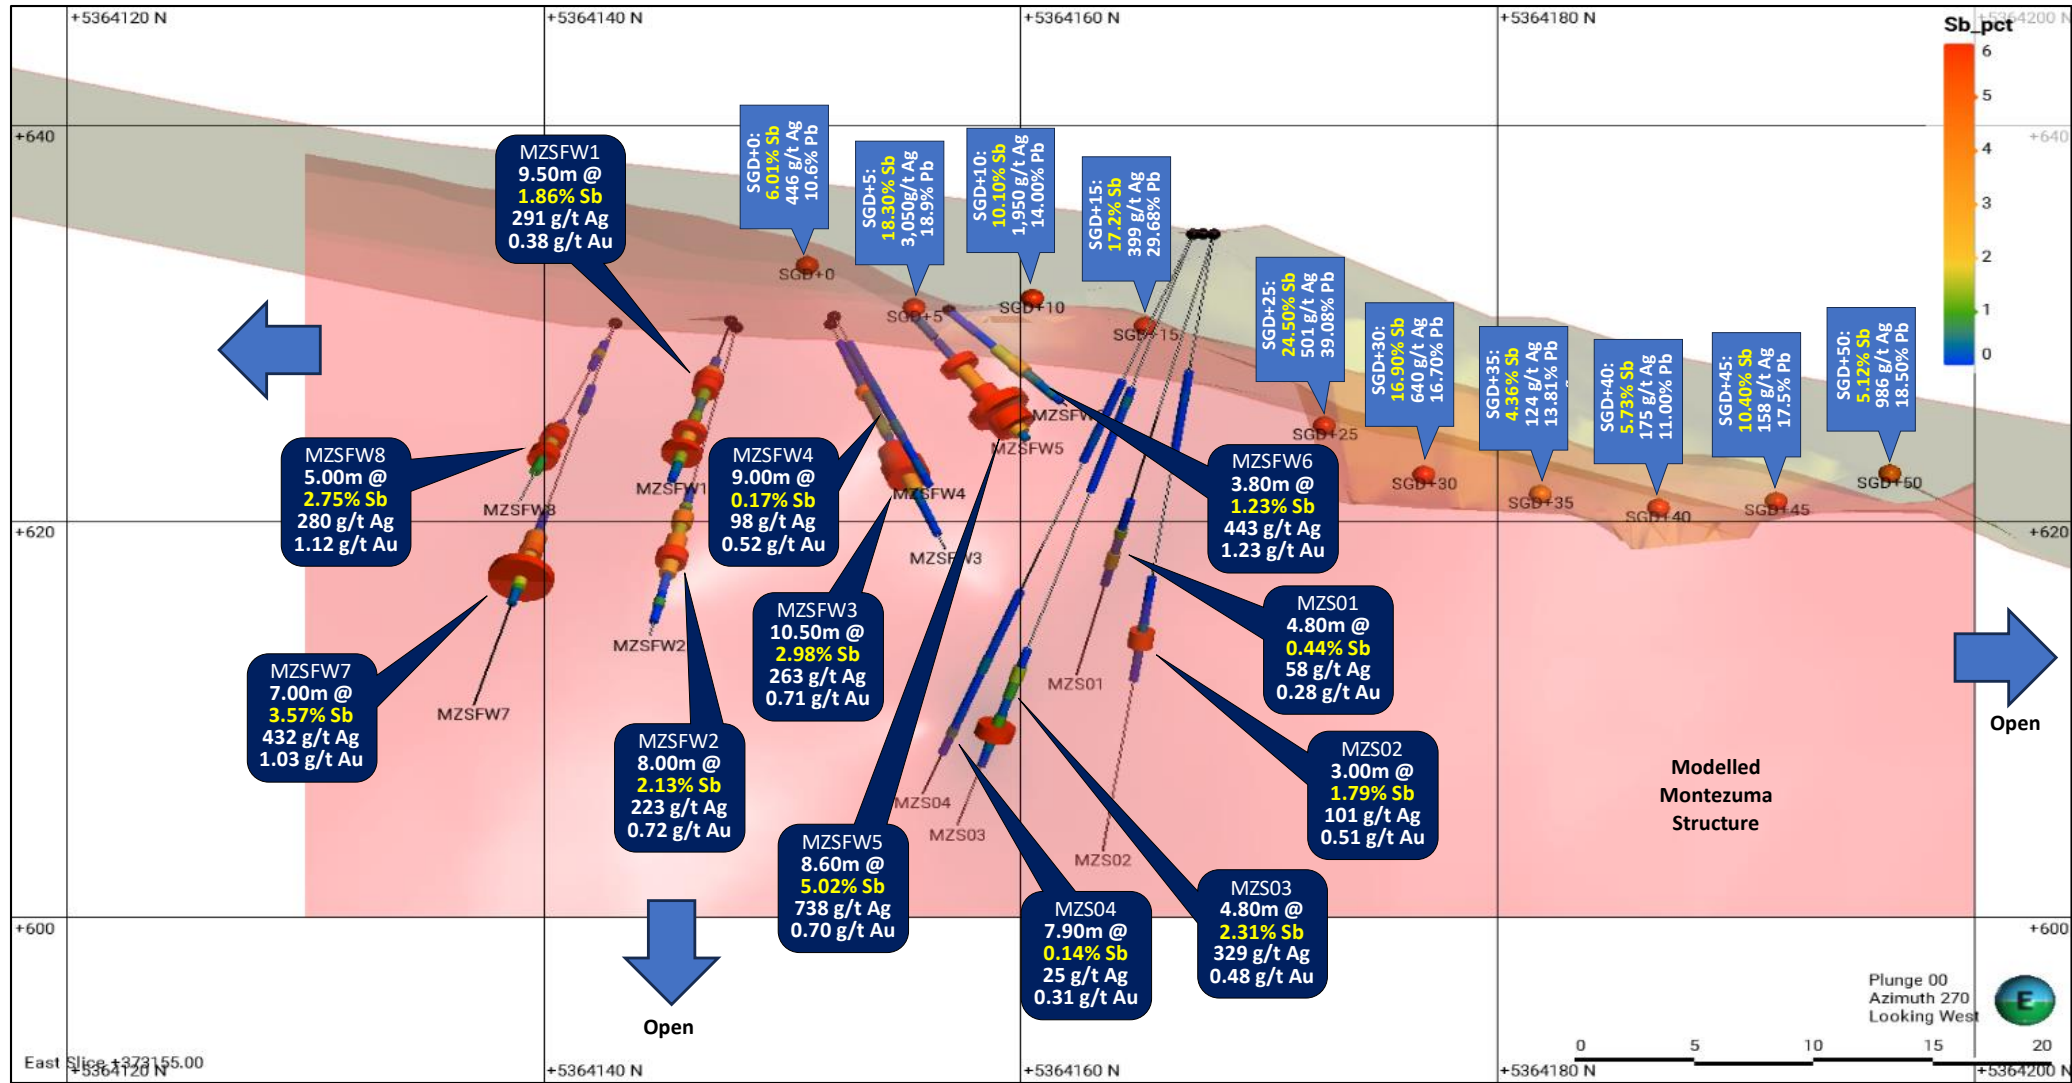 +5364120 N
+5364140 N
+5364160 N
+5364180 N
+5364200 N
Sb_pct
6
5
4
3
2
1
0
+640
+640
+620
+620
+600
+600
SGD+0:
6.01% Sb
446 g/t Ag
10.6% Pb
SGD+5:
18.30% Sb
3,050g/t Ag
18.9% Pb
SGD+10:
10.10% Sb
1,950 g/t Ag
14.00% Pb
SGD+15:
17.2% Sb
399 g/t Ag
29.68% Pb
SGD+25:
24.50% Sb
501 g/t Ag
39.08% Pb
SGD+30:
16.90% Sb
640 g/t Ag
16.70% Pb
SGD+35:
4.36% Sb
124 g/t Ag
13.81% Pb
SGD+40:
5.73% Sb
175 g/t Ag
11.00% Pb
SGD+45:
10.40% Sb
158 g/t Ag
17.5% Pb
SGD+50:
5.12% Sb
986 g/t Ag
18.50% Pb
SGD+0
SGD+5
SGD+10
SGD+15
SGD+25
SGD+30
SGD+35
SGD+40
SGD+45
SGD+50
MZSFW1
9.50m @
1.86% Sb
291 g/t Ag
0.38 g/t Au
MZSFW8
5.00m @
2.75% Sb
280 g/t Ag
1.12 g/t Au
MZSFW4
9.00m @
0.17% Sb
98 g/t Ag
0.52 g/t Au
MZSFW6
3.80m @
1.23% Sb
443 g/t Ag
1.23 g/t Au
MZSFW7
7.00m @
3.57% Sb
432 g/t Ag
1.03 g/t Au
MZSFW3
10.50m @
2.98% Sb
263 g/t Ag
0.71 g/t Au
MZS01
4.80m @
0.44% Sb
58 g/t Ag
0.28 g/t Au
MZSFW2
8.00m @
2.13% Sb
223 g/t Ag
0.72 g/t Au
MZS02
3.00m @
1.79% Sb
101 g/t Ag
0.51 g/t Au
MZSFW5
8.60m @
5.02% Sb
738 g/t Ag
0.70 g/t Au
MZS04
7.90m @
0.14% Sb
25 g/t Ag
0.31 g/t Au
MZS03
4.80m @
2.31% Sb
329 g/t Ag
0.48 g/t Au
MZSFW5
MZSFW8
MZSFW1
MZSFW4
MZSFW3
MZSFW2
MZSFW7
MZS01
MZS04
MZS03
MZS02
Open
Open
Modelled
Montezuma
Structure
Plunge 00
Azimuth 270
Looking West
E
0
5
10
15
20
East Slice +373155.00
+5364120 N
+5364140 N
+5364160 N
+5364180 N
+5364200 N